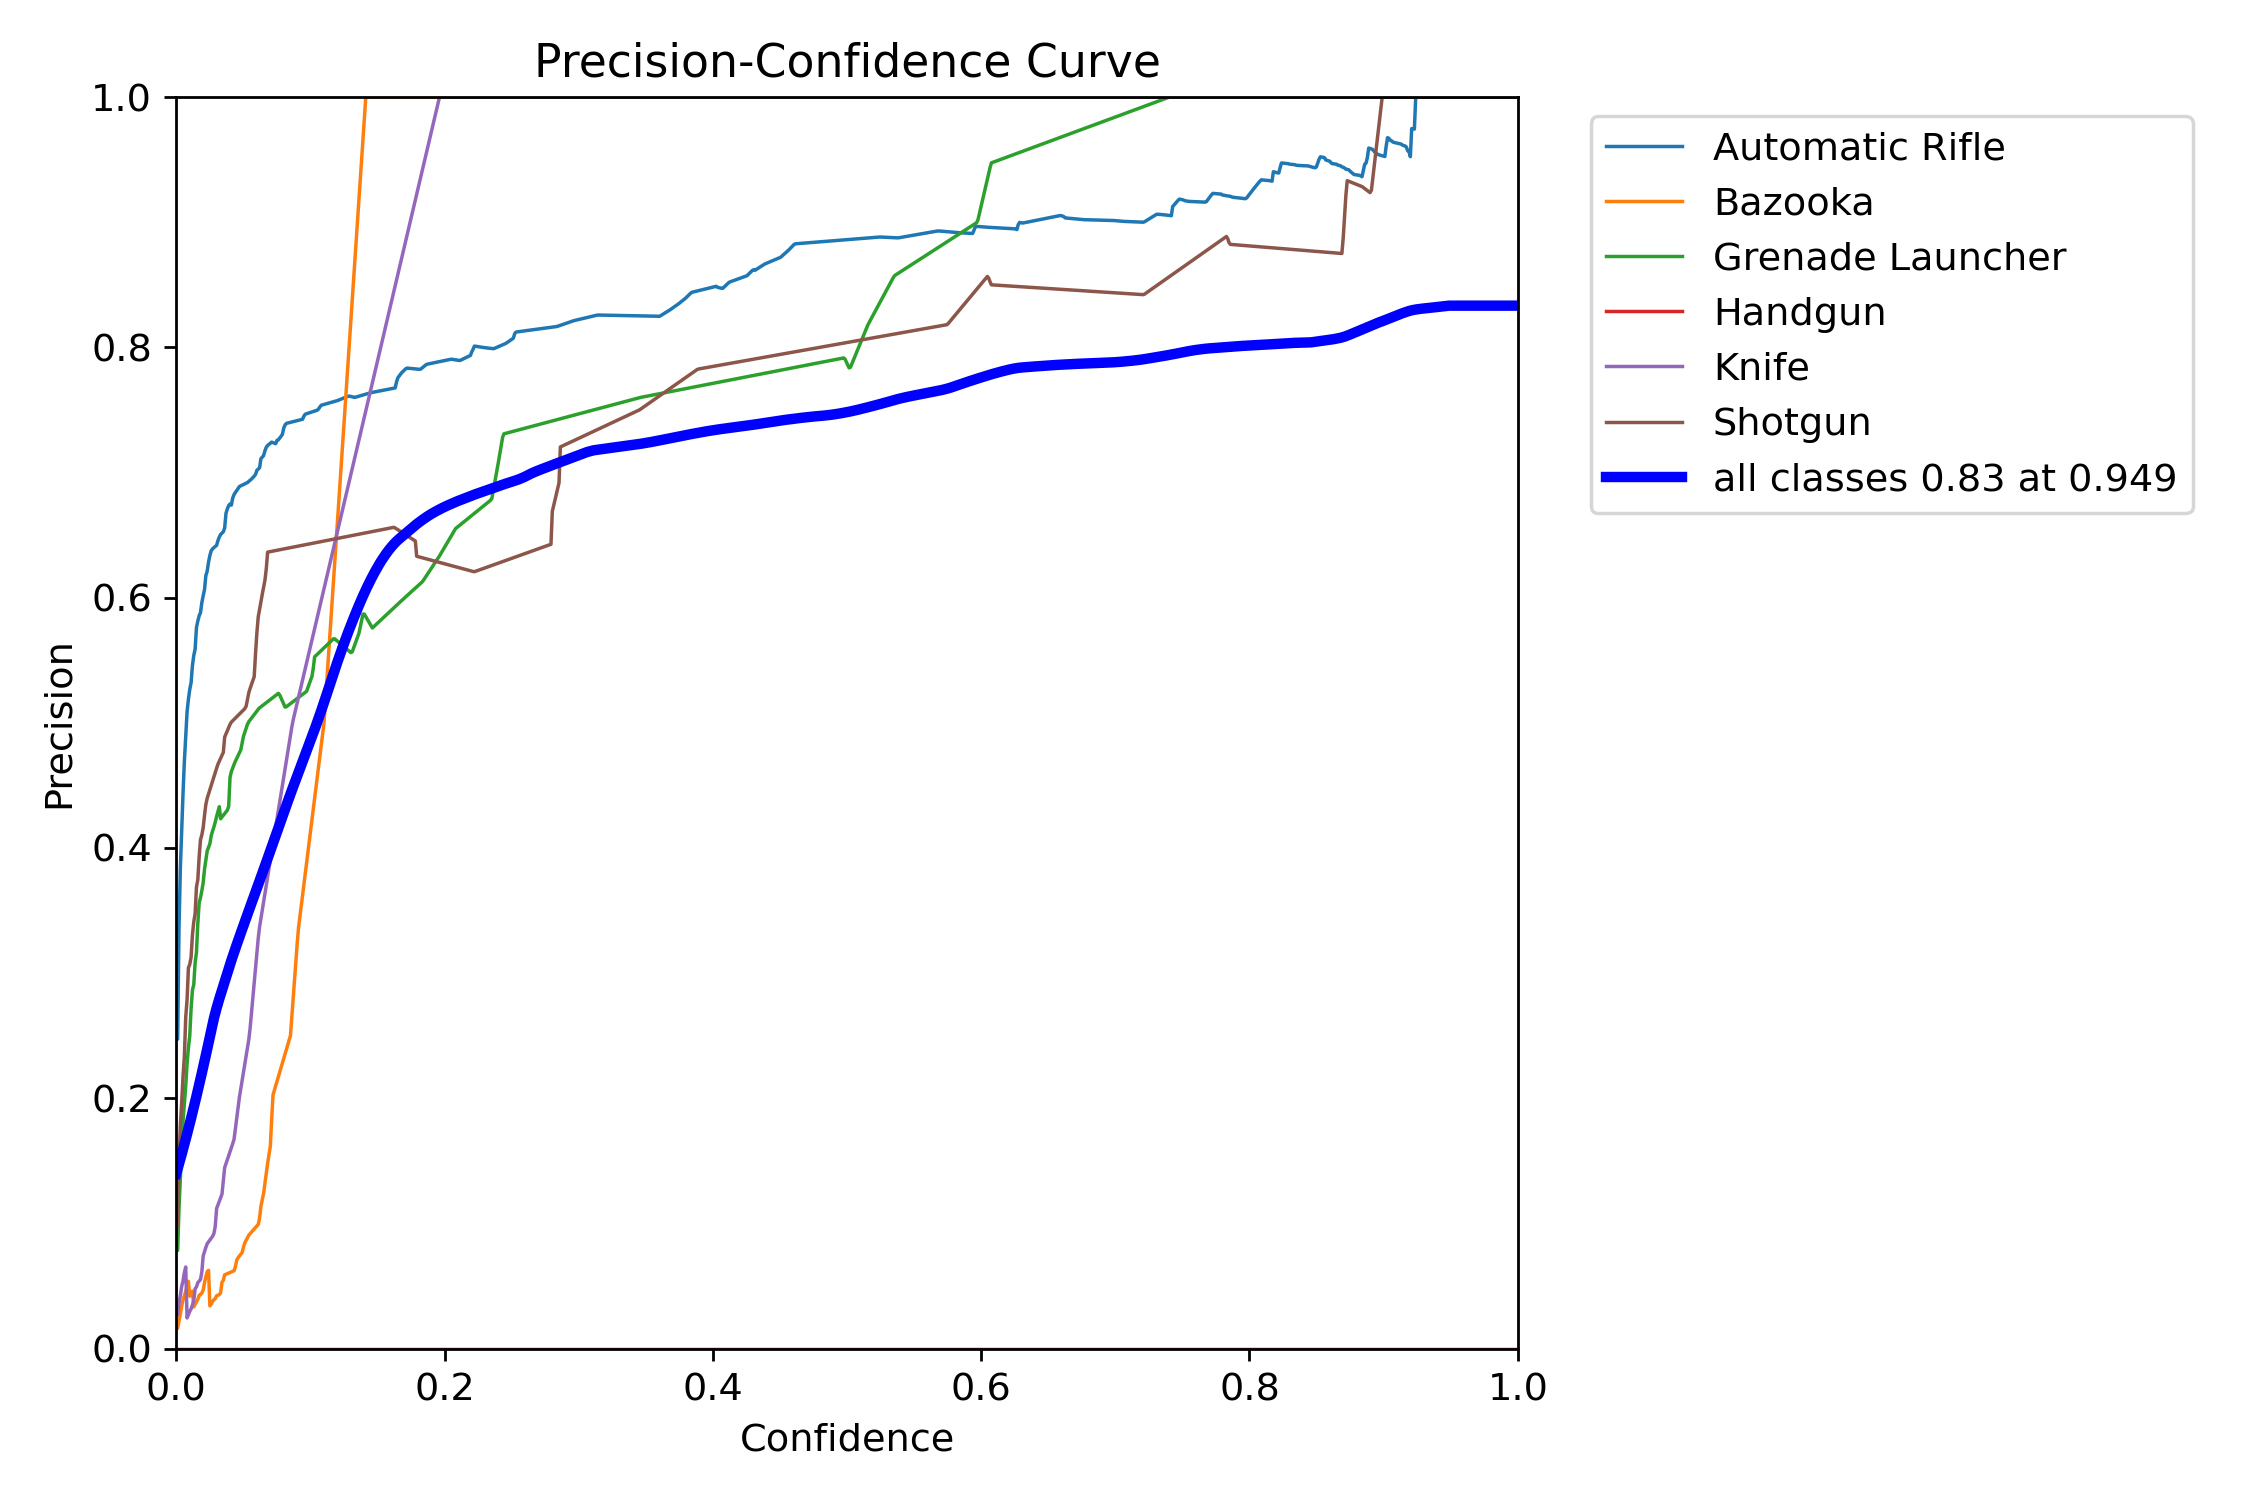 Precision-Confidence Curve
1.0
0.8
0.6
0.4
0.2
0.0
Precision
0.0 0.2 0.4 0.6 0.8 1.0
Confidence
Automatic Rifle
Bazooka
Grenade Launcher
Handgun
Knife
Shotgun
all classes 0.83 at 0.949